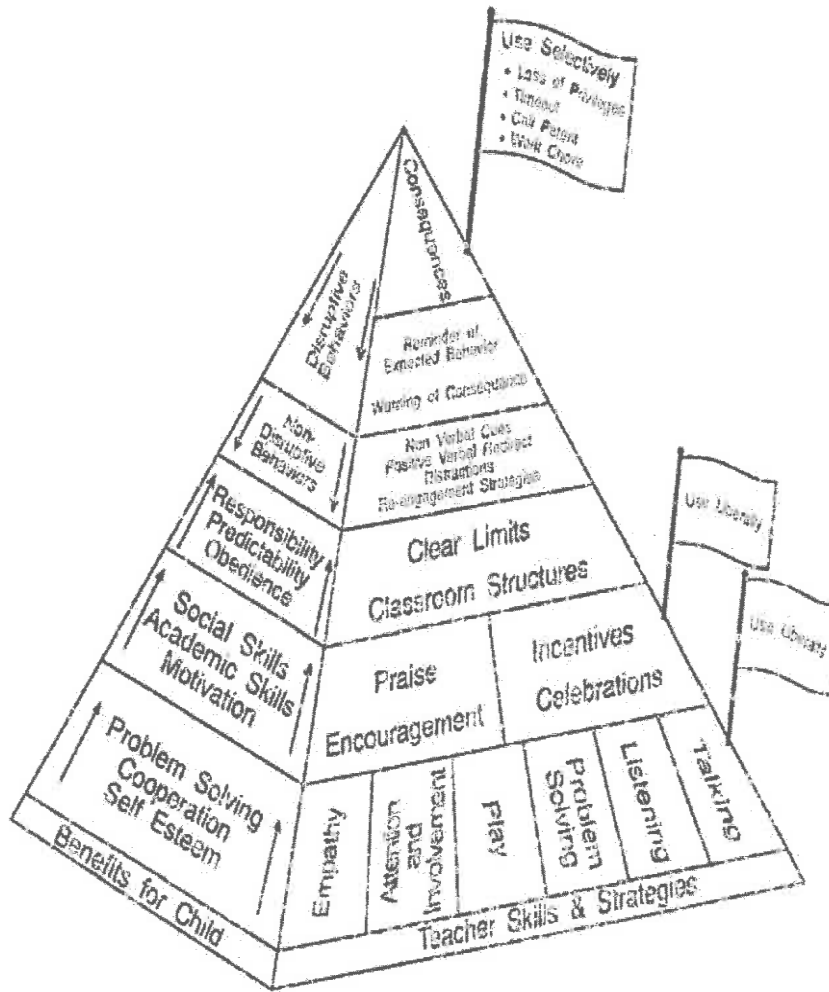 Use Selectively
• Loss of Privileges
• Timeout
• Call Parent
• Work Chore
Consequences
Disruptive
Behaviors
Reminder of
Expected Behavior
Warning of Consequence
Non-
Disruptive
Behaviors
Non Verbal Cues
Positive Verbal Redirect
Distractions
Re-engagement Strategies
Use Liberally
Responsibility
Predictability
Obedience
Clear Limits
Classroom Structures
Use Liberally
Social Skills
Academic Skills
Motivation
Praise
Encouragement
Incentives
Celebrations
Problem Solving
Cooperation
Self Esteem
Empathy
Attention
and
Involvement
Play
Problem
Solving
Listening
Talking
Benefits for Child
Teacher Skills & Strategies